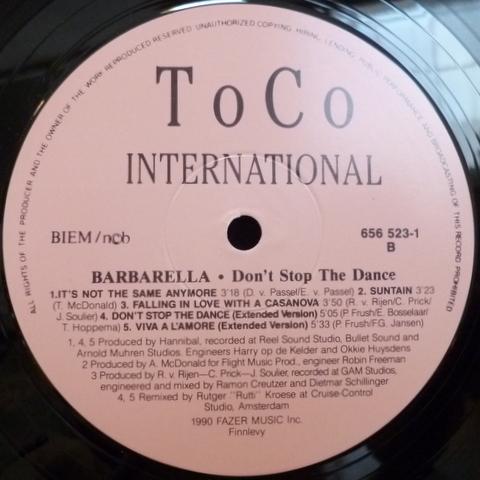 ALL RIGHTS OF THE PRODUCER AND THE OWNER OF THE WORK REPRODUCED RESERVED. UNAUTHORIZED COPYING, HIRING, LENDING, PUBLIC PERFORMANCE AND BROADCASTING OF THIS RECORD PROHIBITED
ToCo
INTERNATIONAL
BIEM/ncb
656 523-1
B
BARBARELLA • Don't Stop The Dance
1.IT'S NOT THE SAME ANYMORE 3'18 (D. v. Passel/E. v. Passel) 2. SUNTAIN 3'23
(T. McDonald) 3. FALLING IN LOVE WITH A CASANOVA 3'50 (R. v. Rijen/C. Prick/
J. Soulier) 4. DON'T STOP THE DANCE (Extended Version) 5'05 (P. Frush/E. Bosselaar/
T. Hopperna) 5. VIVA A L'AMORE (Extended Version) 5'33 (P. Frush/FG. Jansen)
1, 4, 5 Produced by Hannibal, recorded at Reel Sound Studio, Bullet Sound and
Arnold Muhren Studios. Engineers Harry op de Kelder and Okkie Huysdens
2 Produced by A. McDonald for Flight Music Prod., engineer Robin Freeman
3 Produced by R. v. Rijen—C. Prick—J. Soulier, recorded at GAM Studios,
engineered and mixed by Ramon Creutzer and Dietmar Schillinger
4, 5 Remixed by Rutger "Rutti" Kroese at Cruise-Control
Studio, Amsterdam
1990 FAZER MUSIC Inc.
Finnlevy